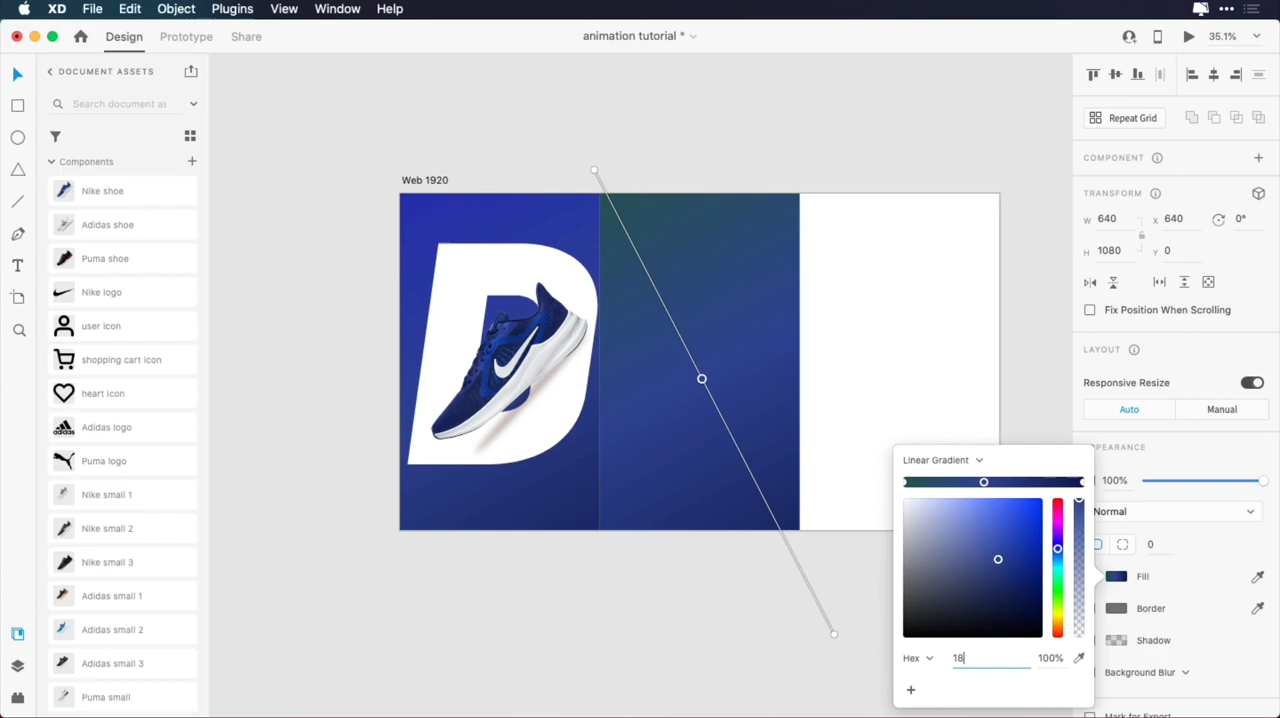 XD File Edit Object Plugins View Window Help
Design Prototype Share animation tutorial * 35.1%
DOCUMENT ASSETS
Search document as
Components
Nike shoe
Adidas shoe
Puma shoe
Nike logo
user icon
shopping cart icon
heart icon
Adidas logo
Puma logo
Nike small 1
Nike small 2
Nike small 3
Adidas small 1
Adidas small 2
Adidas small 3
Puma small
Web 1920
D
Repeat Grid
COMPONENT
TRANSFORM
W 640 X 640 0°
H 1080 Y 0
Fix Position When Scrolling
LAYOUT
Responsive Resize
Auto Manual
PPEARANCE
100%
Normal
0
Fill
Border
Shadow
Background Blur
Mark for Export
Linear Gradient
Hex 18 100%